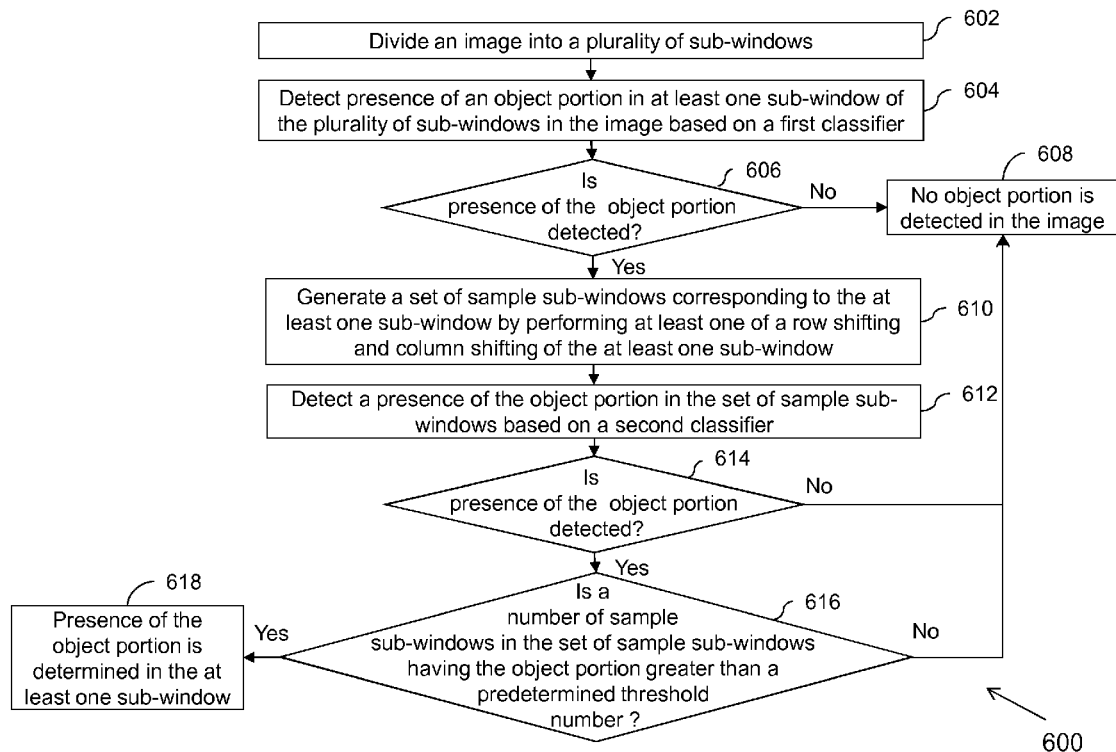 602
Divide an image into a plurality of sub-windows
604
Detect presence of an object portion in at least one sub-window of
the plurality of sub-windows in the image based on a first classifier
606
Is
presence of the object portion
detected?
No
608
No object portion is
detected in the image
Yes
Generate a set of sample sub-windows corresponding to the at
least one sub-window by performing at least one of a row shifting
and column shifting of the at least one sub-window
610
Detect a presence of the object portion in the set of sample sub-
windows based on a second classifier
612
614
Is
presence of the object portion
detected?
No
Yes
616
Is a
number of sample
sub-windows in the set of sample sub-windows
having the object portion greater than a
predetermined threshold
number ?
No
Yes
618
Presence of the
object portion is
determined in the at
least one sub-window
600